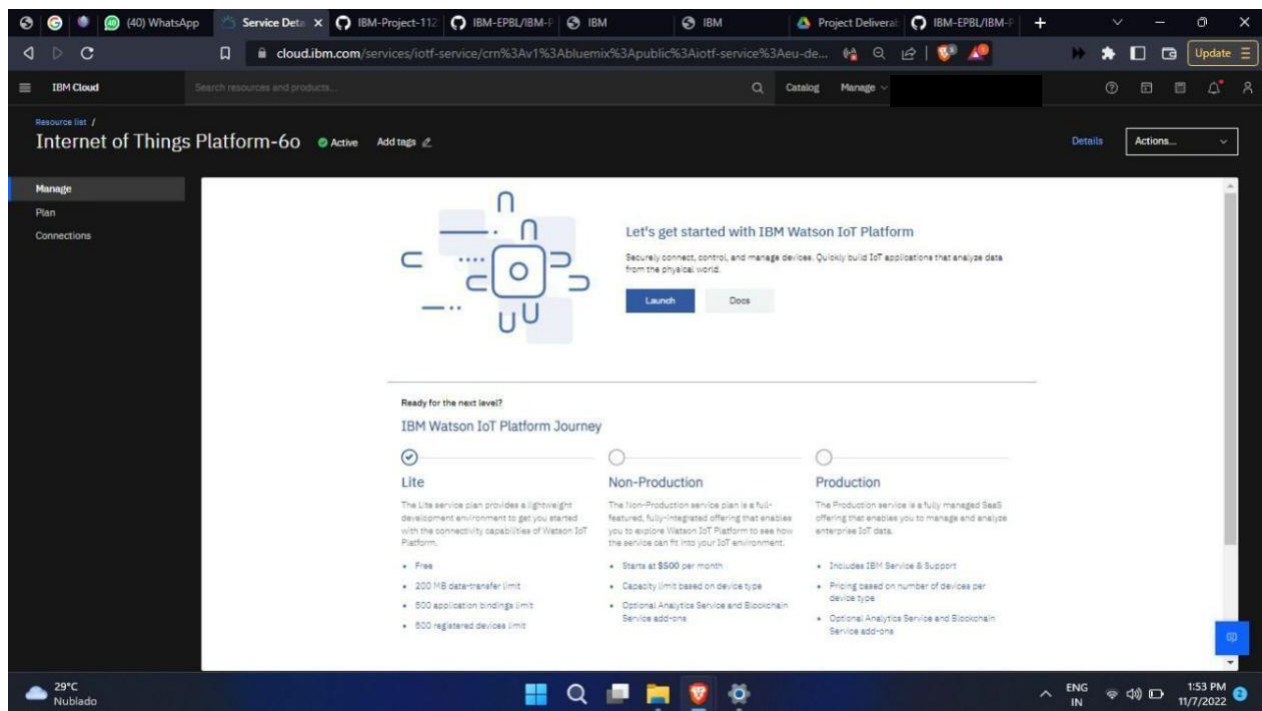 (40) WhatsApp
Service Deta
IBM-Project-112
IBM-EPBL/IBM-P
IBM
IBM
Project Deliverab
IBM-EPBL/IBM-P
cloud.ibm.com/services/iotf-service/crn%3Av1%3Abluemix%3Apublic%3Aiotf-service%3Aeu-de...
Update
IBM Cloud
Search resources and products...
Catalog
Manage
Resource list /
Internet of Things Platform-6o
Active
Add tags
Details
Actions...
Manage
Plan
Connections
Let's get started with IBM Watson IoT Platform
Securely connect, control, and manage devices. Quickly build IoT applications that analyze data
from the physical world.
Launch
Docs
Ready for the next level?
IBM Watson IoT Platform Journey
Lite
The Lite service plan provides a lightweight
development environment to get you started
with the connectivity capabilities of Watson IoT
Platform.
Free
200 MB data-transfer limit
500 application bindings limit
500 registered devices limit
Non-Production
The Non-Production service plan is a full-
featured, fully-integrated offering that enables
you to explore Watson IoT Platform to see how
the service can fit into your IoT environment.
Starts at $500 per month
Capacity limit based on device type
Optional Analytics Service and Blockchain
Service add-ons
Production
The Production service is a fully managed SaaS
offering that enables you to manage and analyze
enterprise IoT data.
Includes IBM Service & Support
Pricing based on number of devices per
device type
Optional Analytics Service and Blockchain
Service add-ons
29°C
Nublado
ENG
IN
1:53 PM
11/7/2022
2